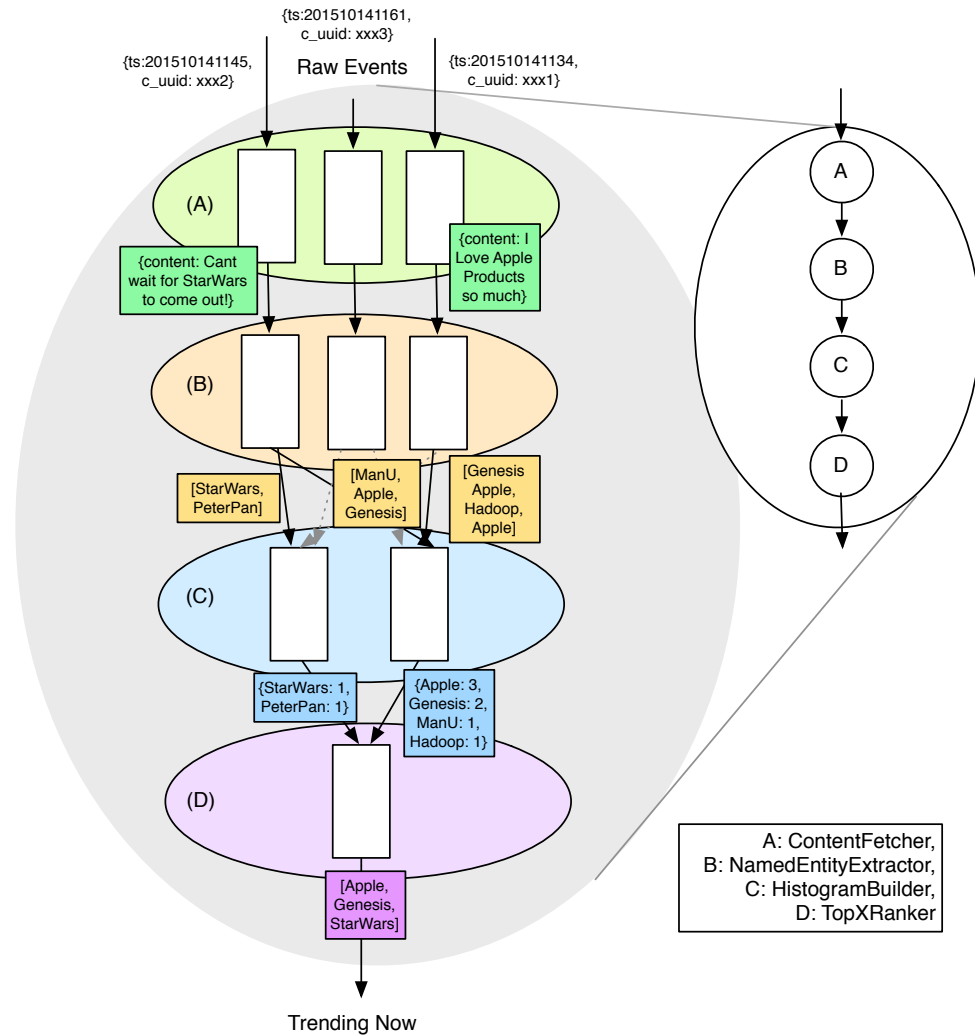 {ts:201510141161,
c_uuid: xxx3}
{ts:201510141145,
c_uuid: xxx2}
Raw Events
{ts:201510141134,
c_uuid: xxx1}
(A)
{content: Cant
wait for StarWars
to come out!}
{content: I
Love Apple
Products
so much}
(B)
[StarWars,
PeterPan]
[ManU,
Apple,
Genesis]
[Genesis
Apple,
Hadoop,
Apple]
(C)
{StarWars: 1,
PeterPan: 1}
{Apple: 3,
Genesis: 2,
ManU: 1,
Hadoop: 1}
(D)
[Apple,
Genesis,
StarWars]
Trending Now
A
B
C
D
A: ContentFetcher,
B: NamedEntityExtractor,
C: HistogramBuilder,
D: TopXRanker